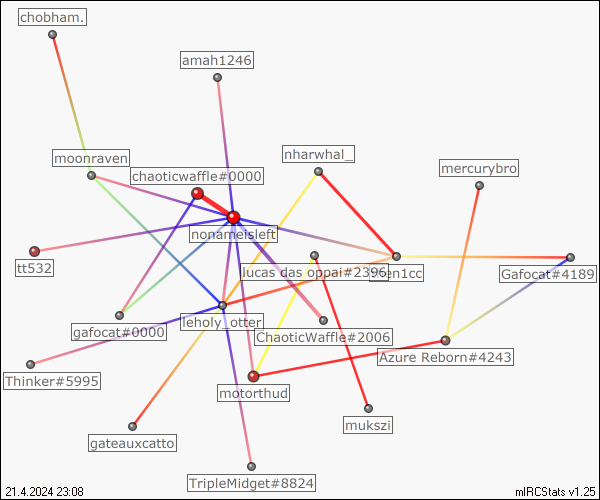 chobham.
amah1246
moonraven
nharwhal_
mercurybro
chaoticwaffle#0000
nonameisleft
tt532
lucas das oppai#2396
en1cc
Gafocat#4189
gafocat#0000
leholy_otter
ChaoticWaffle#2006
Azure Reborn#4243
Thinker#5995
motorthud
mukszi
gateauxcatto
TripleMidget#8824
21.4.2024 23:08
mIRCStats v1.25